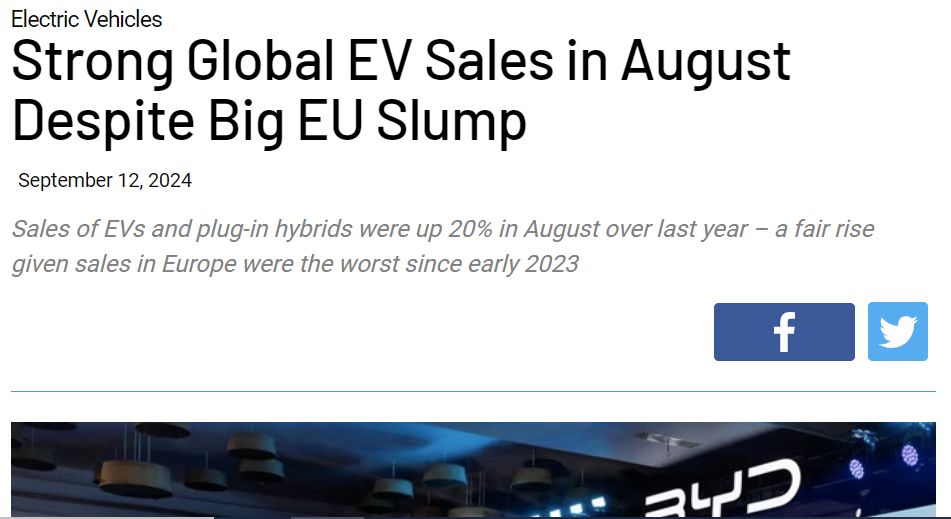 Electric Vehicles
Strong Global EV Sales in August
Despite Big EU Slump
September 12, 2024
Sales of EVs and plug-in hybrids were up 20% in August over last year – a fair rise
given sales in Europe were the worst since early 2023
f
BYD